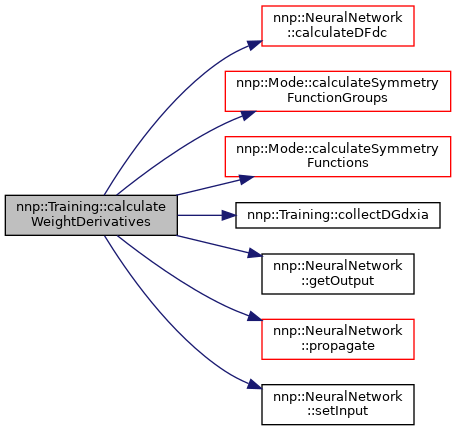 nnp::NeuralNetwork
::calculateDFdc
nnp::Mode::calculateSymmetry
FunctionGroups
nnp::Mode::calculateSymmetry
Functions
nnp::Training::calculate
WeightDerivatives
nnp::Training::collectDGdxia
nnp::NeuralNetwork
::getOutput
nnp::NeuralNetwork
::propagate
nnp::NeuralNetwork
::setInput